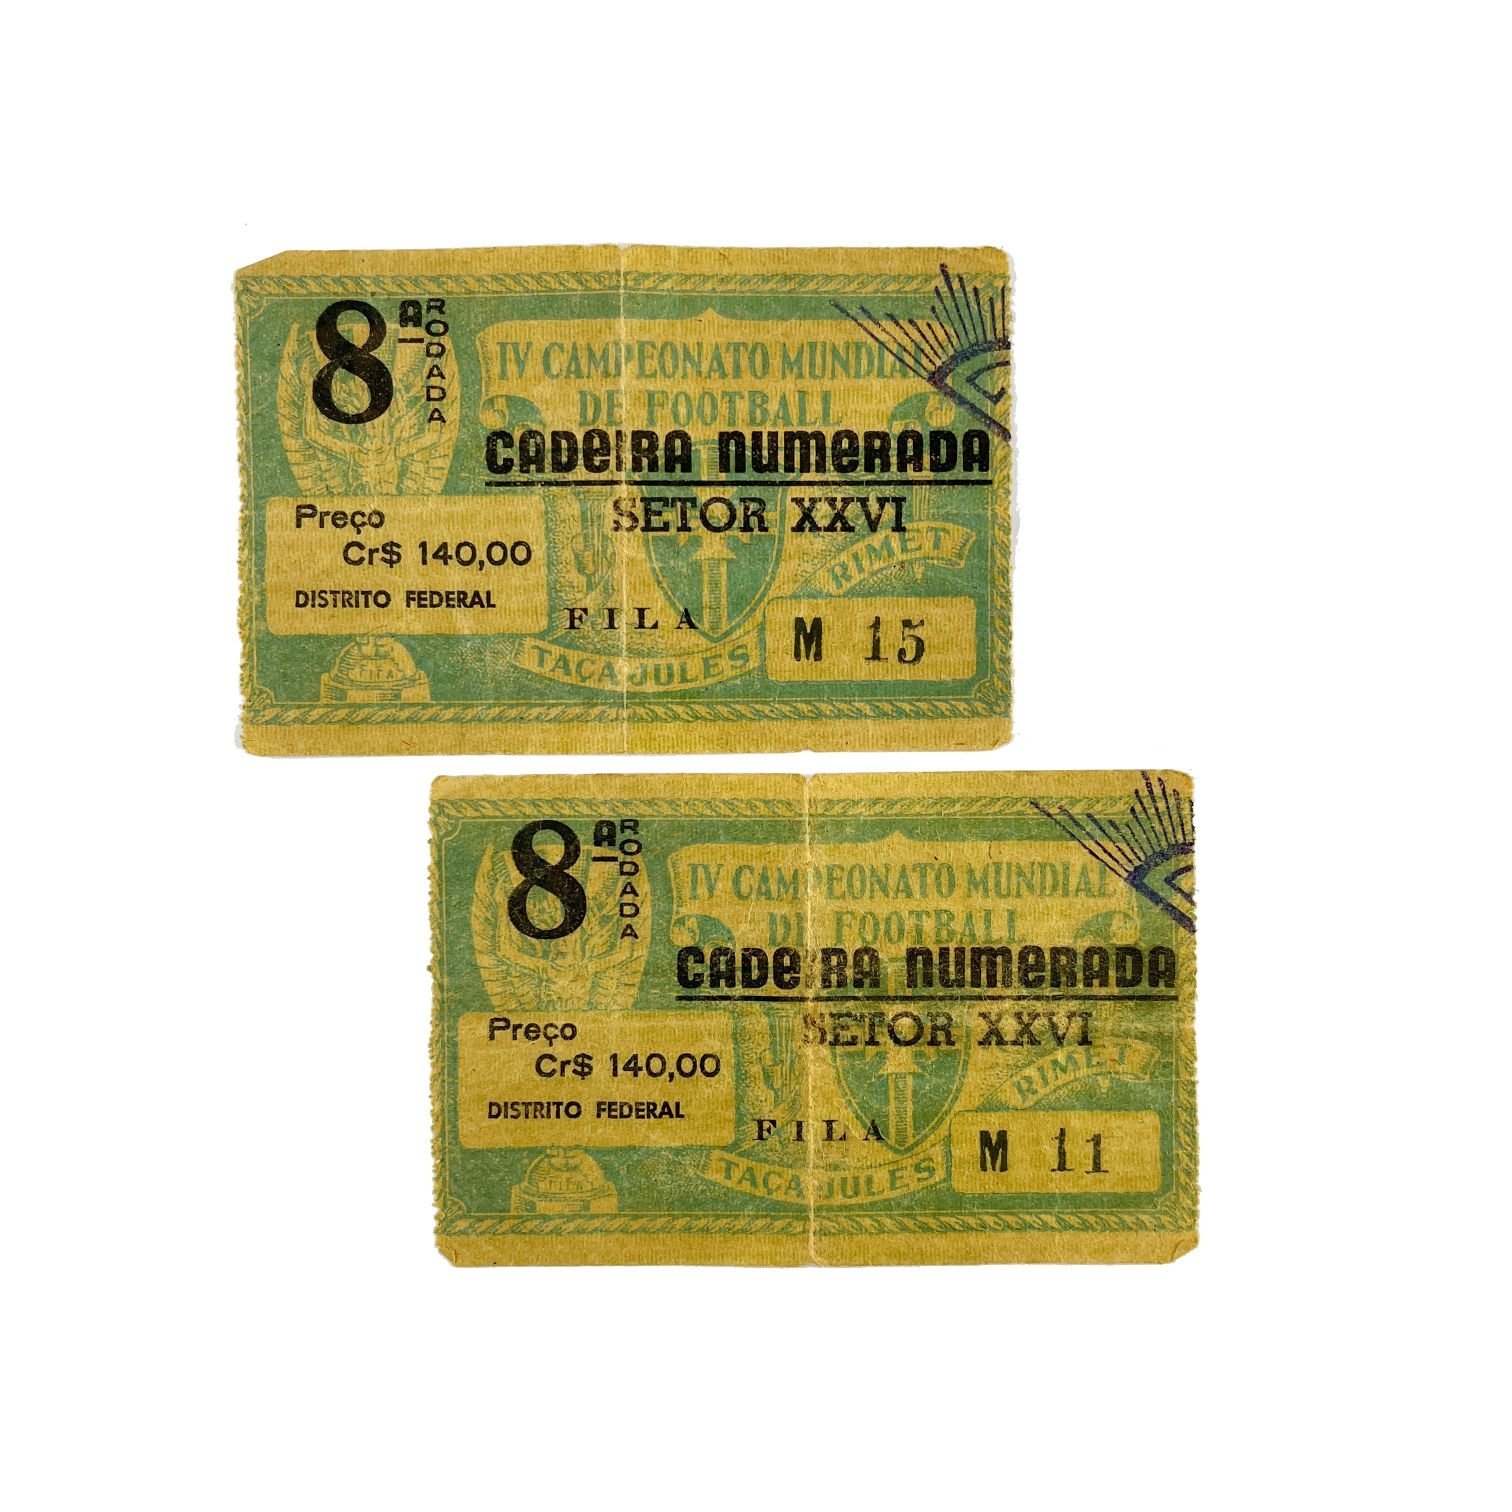 8ª RODADA
IV CAMPEONATO MUNDIAL
DE FOOTBALL
CADEIRA NUMERADA
SETOR XXVI
Preço
Cr$ 140,00
DISTRITO FEDERAL
RIMET
FILA
M 15
TAÇA JULES
FIFA
8ª RODADA
IV CAMPEONATO MUNDIAL
DE FOOTBALL
CADEIRA NUMERADA
SETOR XXVI
Preço
Cr$ 140,00
DISTRITO FEDERAL
RIMET
FILA
M 11
TAÇA JULES
FIFA